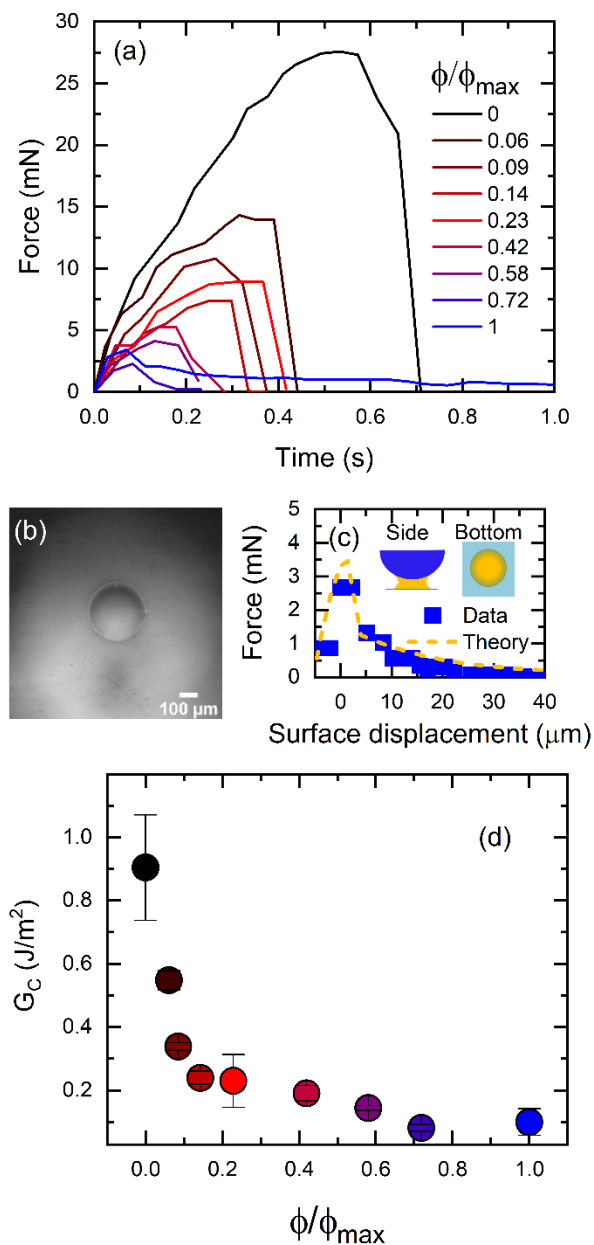 (a)
ϕ/ϕmax
0
0.06
0.09
0.14
0.23
0.42
0.58
0.72
1
30
25
20
15
10
5
0
Force (mN)
0.0 0.2 0.4 0.6 0.8 1.0
Time (s)
(b)
100 µm
(c)
Side Bottom
Data
Theory
5
4
3
2
1
0
Force (mN)
0 10 20 30 40
Surface displacement (µm)
(d)
1.0
0.8
0.6
0.4
0.2
GC (J/m²)
0.0 0.2 0.4 0.6 0.8 1.0
ϕ/ϕmax